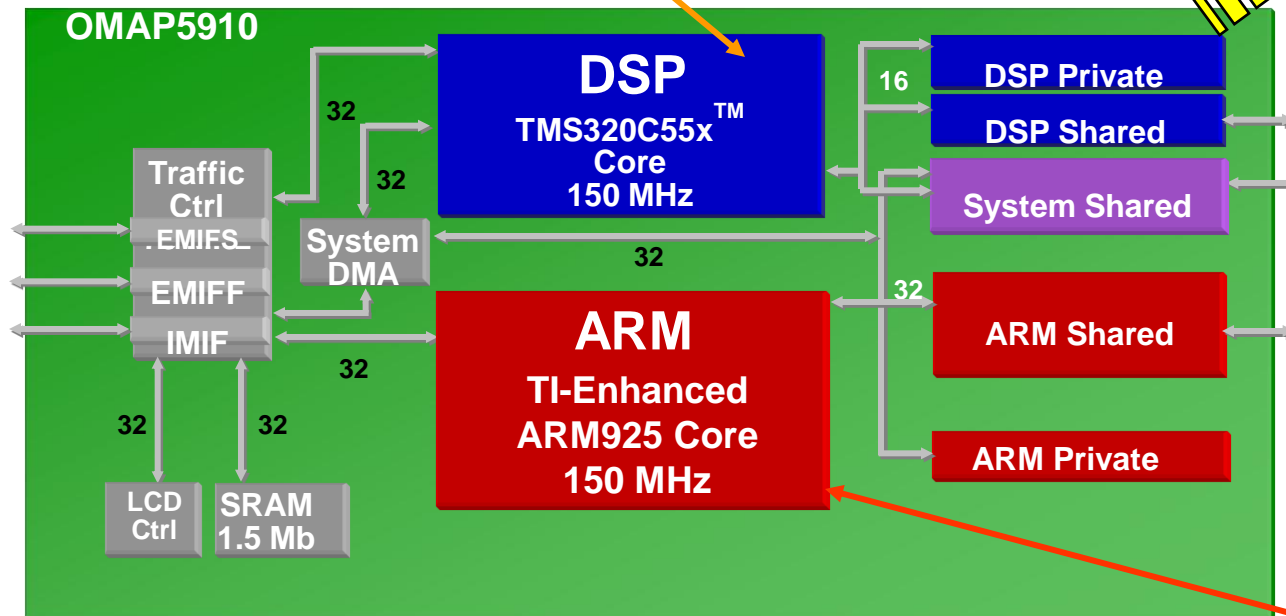 OMAP5910
DSP
TMS320C55x™
Core
150 MHz
16
DSP Private
DSP Shared
System Shared
32
Traffic
Ctrl
EMIFS
EMIFF
IMIF
32
System
DMA
32
32
ARM
TI-Enhanced
ARM925 Core
150 MHz
32
ARM Shared
ARM Private
32
32
LCD
Ctrl
SRAM
1.5 Mb